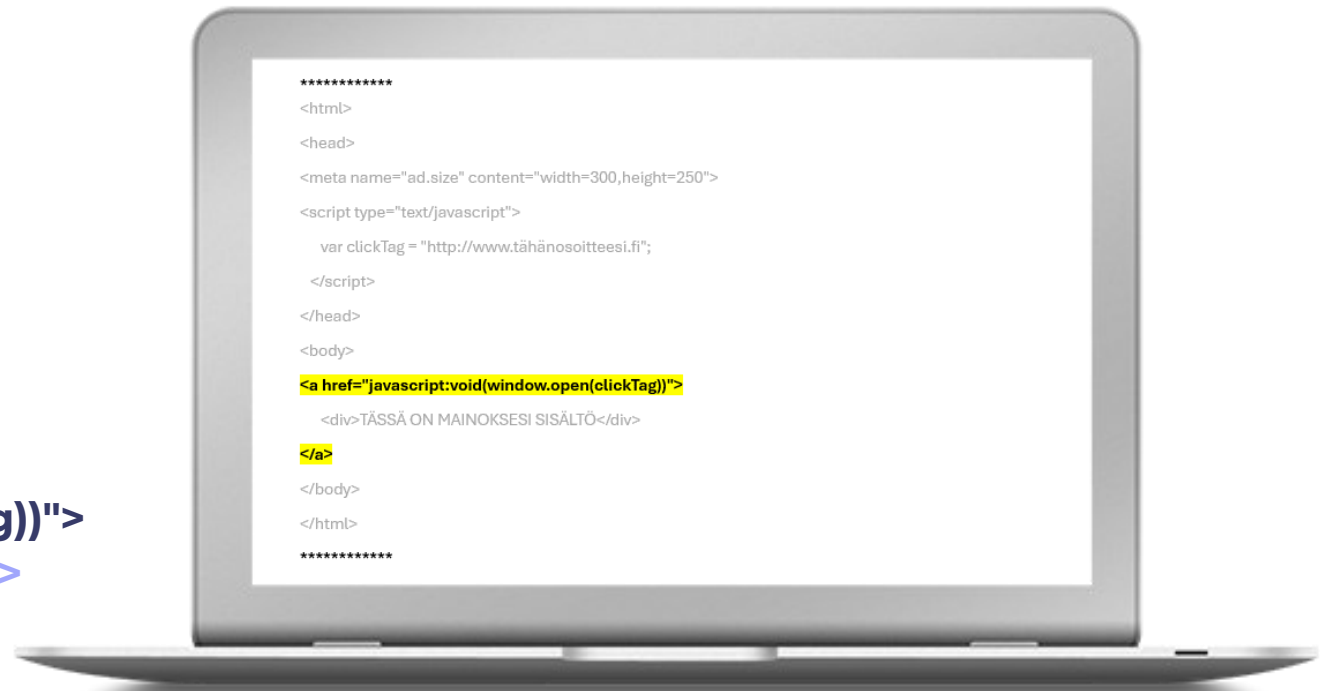 ************
<html>
<head>
<meta name="ad.size" content="width=300,height=250">
<script type="text/javascript">
var clickTag = "http://www.tähänosoitteesi.fi";
</script>
</head>
<body>
<a href="javascript:void(window.open(clickTag))">
<div>TÄSSÄ ON MAINOKSESI SISÄLTÖ</div>
</a>
</body>
</html>
************
g))">
>